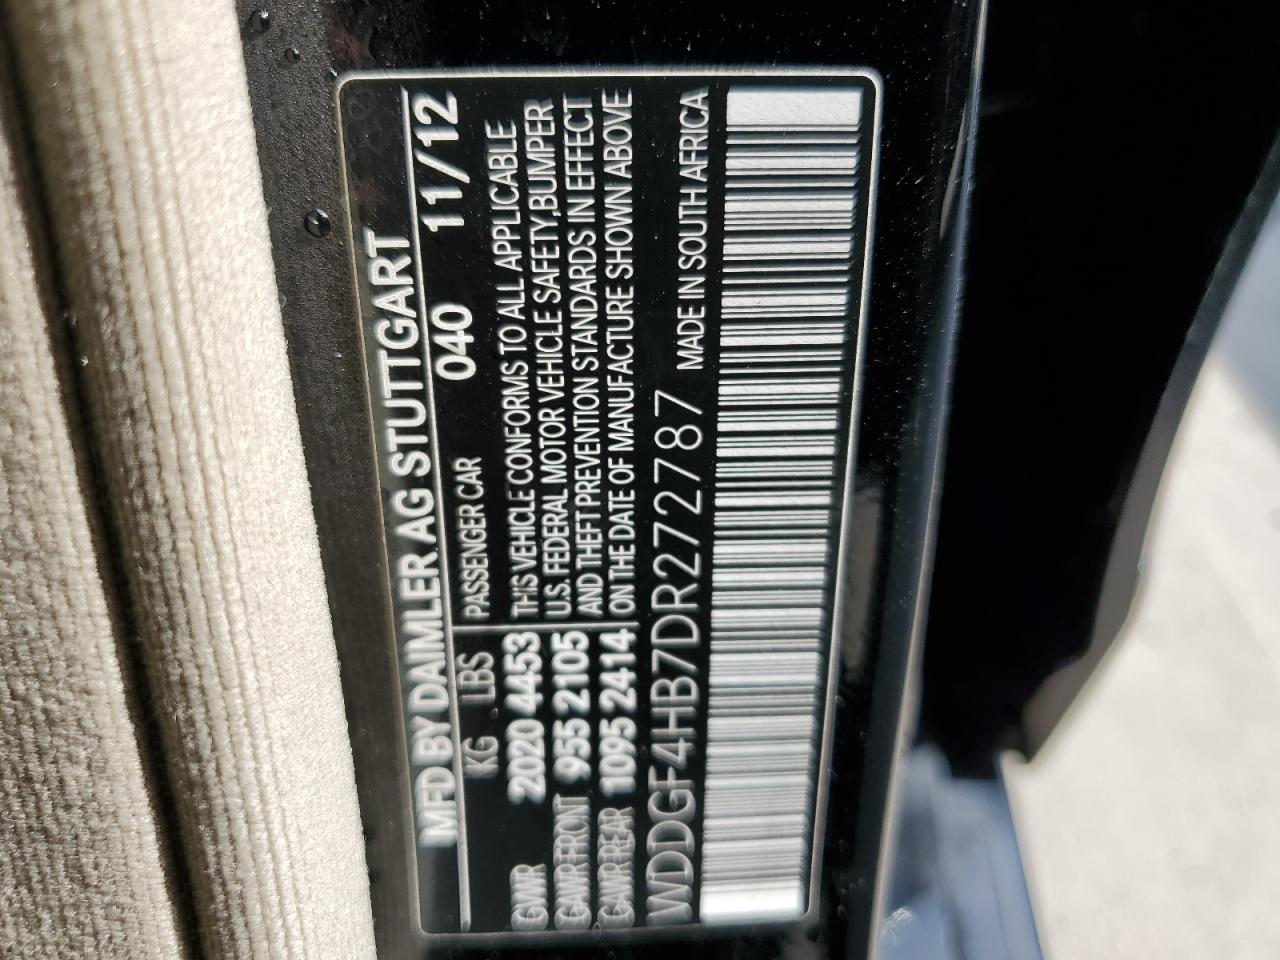 MFD BY DAIMLER AG STUTTGART
040 11/12
KG LBS PASSENGER CAR
GVWR 2020 4453 THIS VEHICLE CONFORMS TO ALL APPLICABLE
U.S. FEDERAL MOTOR VEHICLE SAFETY,BUMPER
GAWR FRONT 955 2105 AND THEFT PREVENTION STANDARDS IN EFFECT
GAWR REAR 1095 2414 ON THE DATE OF MANUFACTURE SHOWN ABOVE
WDDGF4HB7DR272787 MADE IN SOUTH AFRICA